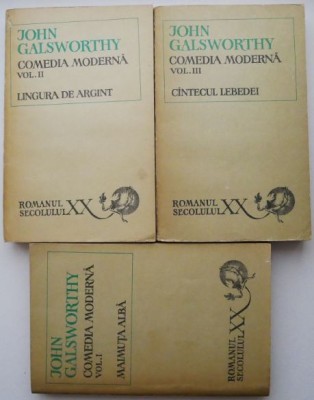 JOHN
GALSWORTHY
COMEDIA MODERNĂ
VOL. II
LINGURA DE ARGINT
ROMANUL
SECOLULUI XX
JOHN
GALSWORTHY
COMEDIA MODERNĂ
VOL. III
CÎNTECUL LEBEDEI
ROMANUL
SECOLULUI XX
JOHN
GALSWORTHY
COMEDIA MODERNĂ
VOL. I
MAIMUȚA ALBĂ
ROMANUL
SECOLULUI XX